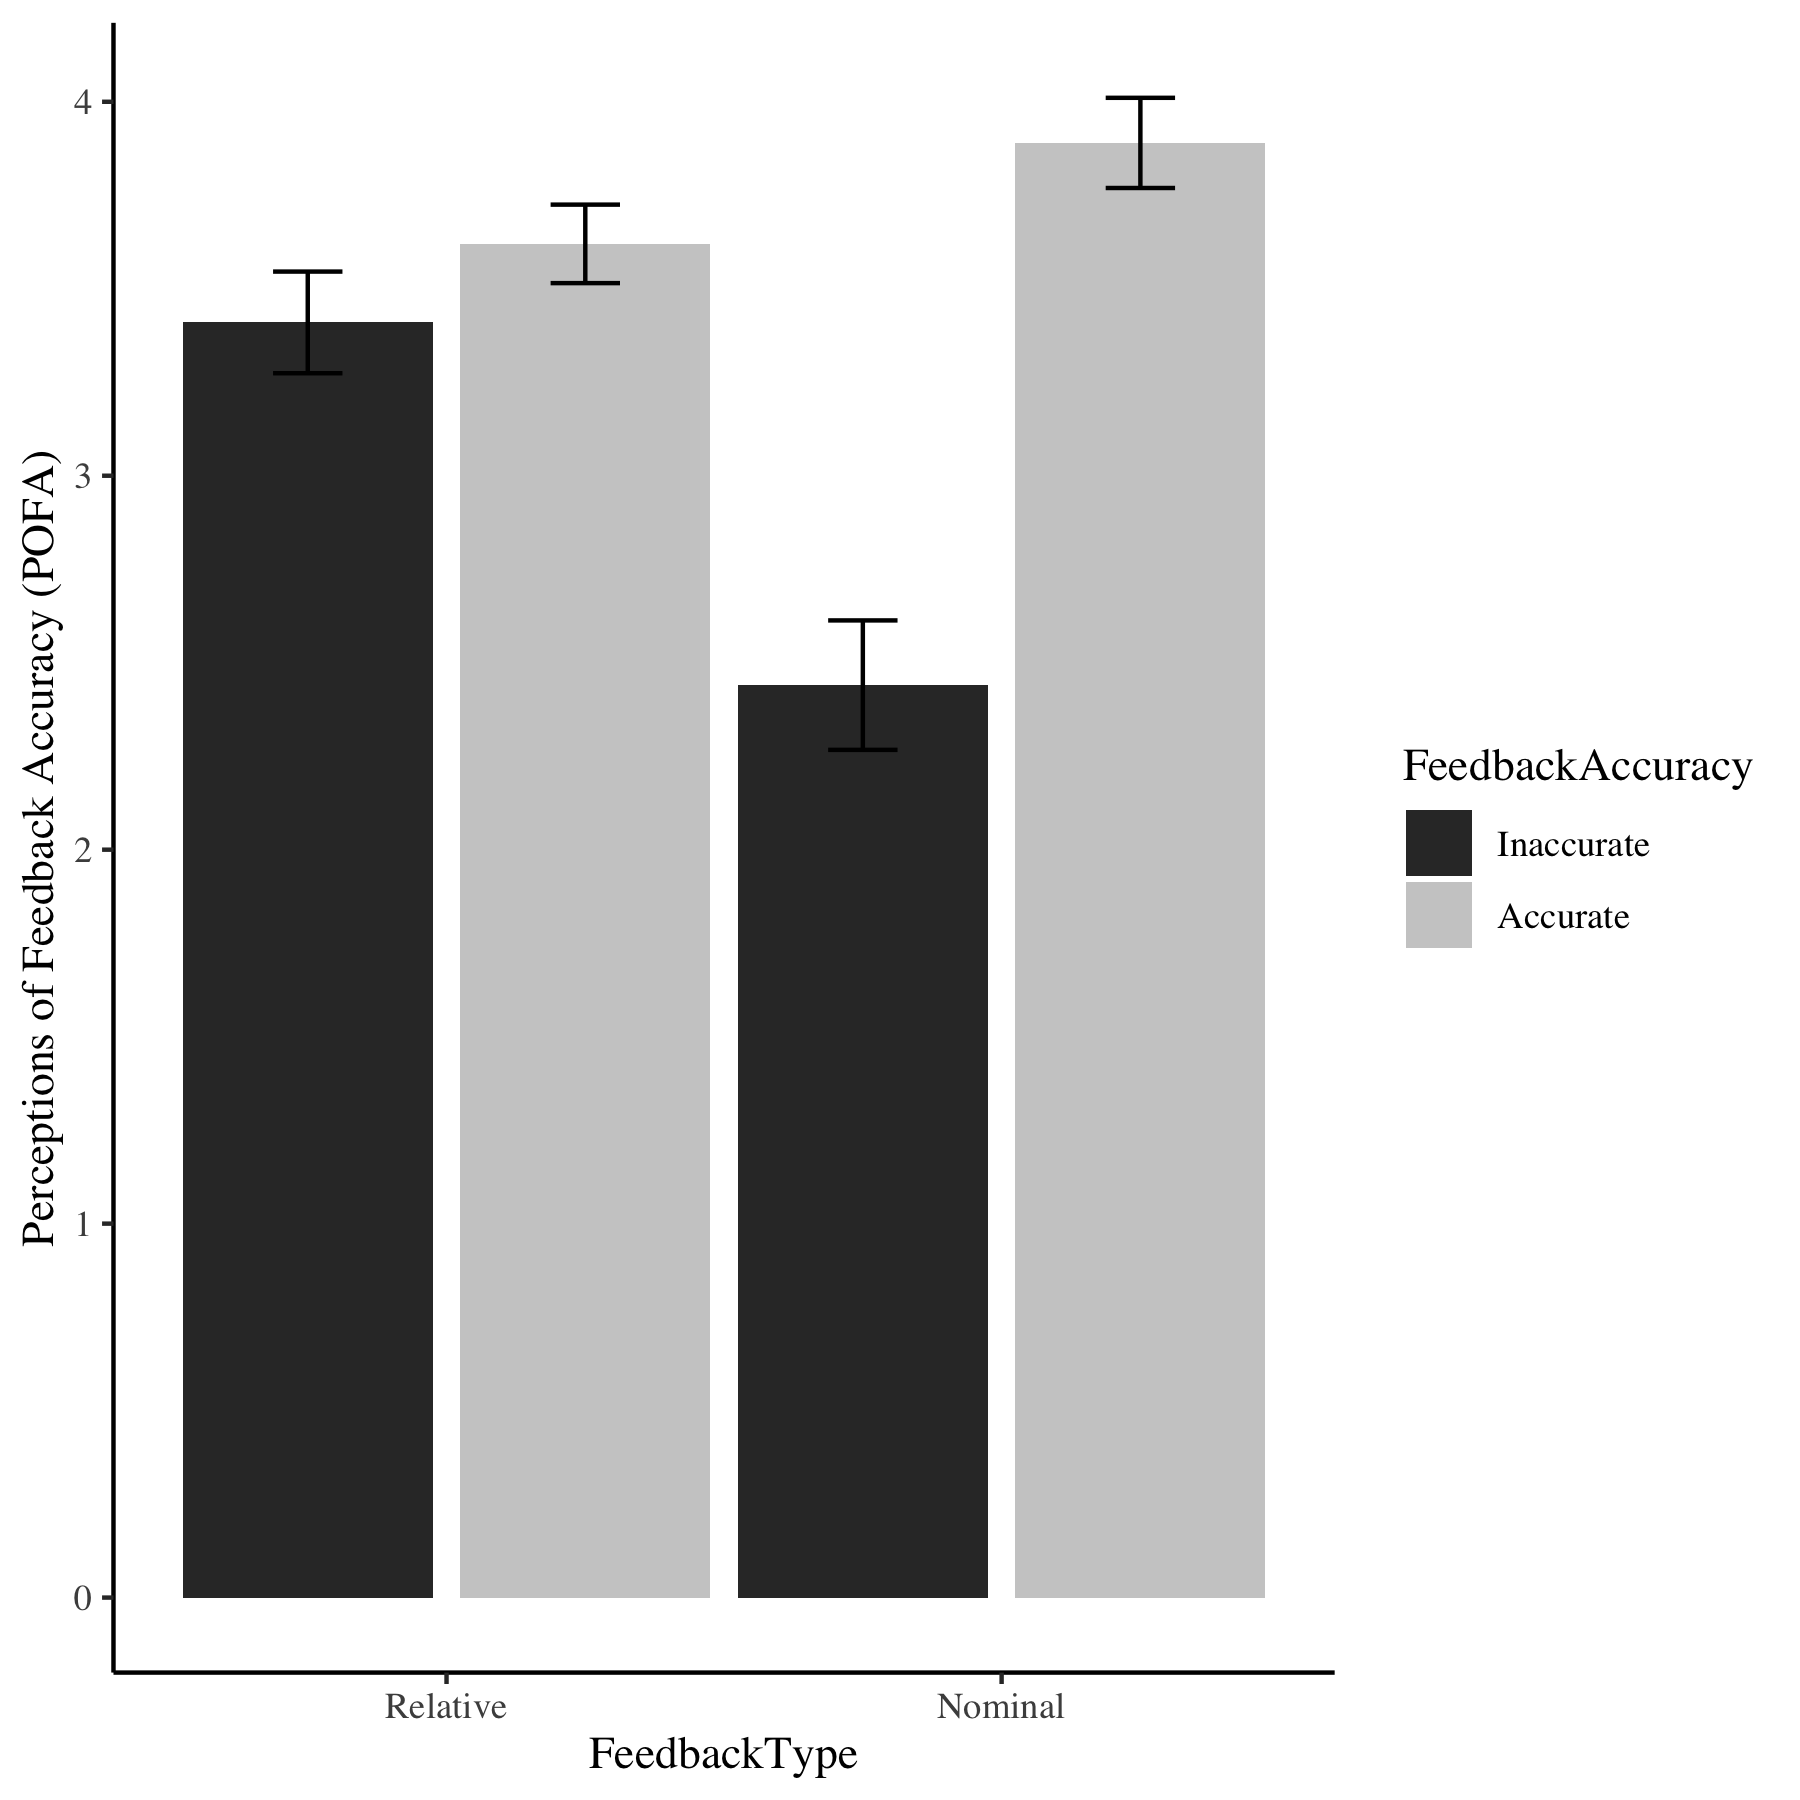 Perceptions of Feedback Accuracy (POFA)
4
3
2
1
0
Relative
Nominal
FeedbackType
FeedbackAccuracy
Inaccurate
Accurate